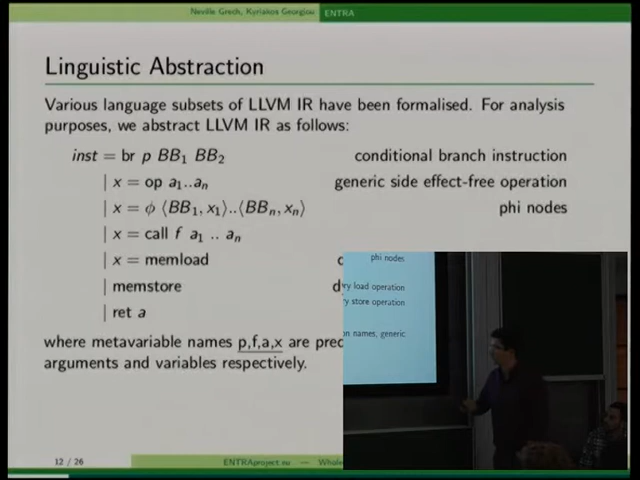 Neville Grech, Kyriakos Georgiou ENTRA
Linguistic Abstraction
Various language subsets of LLVM IR have been formalised. For analysis
purposes, we abstract LLVM IR as follows:
inst = br p BB₁ BB₂ conditional branch instruction
| x = op a₁..aₙ generic side effect-free operation
| x = ϕ ⟨BB₁, x₁⟩..⟨BBₙ, xₙ⟩ phi nodes
| x = call f a₁ .. aₙ
| x = memload
| memstore
| ret a
where metavariable names p,f,a,x are
arguments and variables respectively.
phi nodes
ry load operation
ry store operation
on names, generic
12 / 26 ENTRAproject.eu —